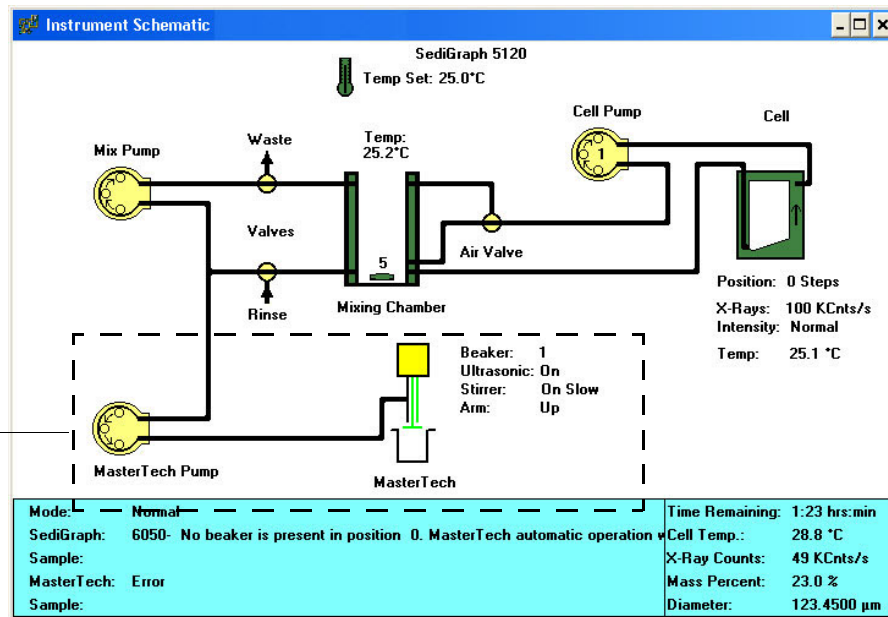 Instrument Schematic
SediGraph 5120
Temp Set: 25.0°C
Cell Pump
Cell
Waste
Temp:
25.2°C
Mix Pump
1
Valves
Air Valve
5
Mixing Chamber
Rinse
Position: 0 Steps
X-Rays: 100 KCnts/s
Intensity: Normal
Temp: 25.1 °C
Beaker: 1
Ultrasonic: On
Stirrer: On Slow
Arm: Up
MasterTech Pump
MasterTech
Mode: Normal
SediGraph: 6050- No beaker is present in position 0. MasterTech automatic operation
Sample:
MasterTech: Error
Sample:
Time Remaining: 1:23 hrs:min
Cell Temp.: 28.8 °C
X-Ray Counts: 49 KCnts/s
Mass Percent: 23.0 %
Diameter: 123.4500 µm